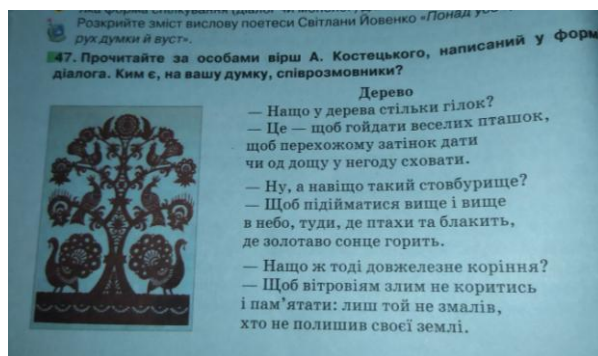 Розкрийте зміст вислову поетеси Світлани Йовенко «Понад
рух думки й вуст».
47. Прочитайте за особами вірш А. Костецького, написаний у форм
діалога. Ким є, на вашу думку, співрозмовники?
Дерево
— Нащо у дерева стільки гілок?
— Це — щоб гойдати веселих пташок,
щоб перехожому затінок дати
чи од дощу у негоду сховати.
— Ну, а навіщо такий стовбурище?
— Щоб підійматися вище і вище
в небо, туди, де птахи та блакить,
де золотаво сонце горить.
— Нащо ж тоді довжелезне коріння?
— Щоб вітровіям злим не коритись
і пам’ятати: лиш той не змалів,
хто не полишив своєї землі.